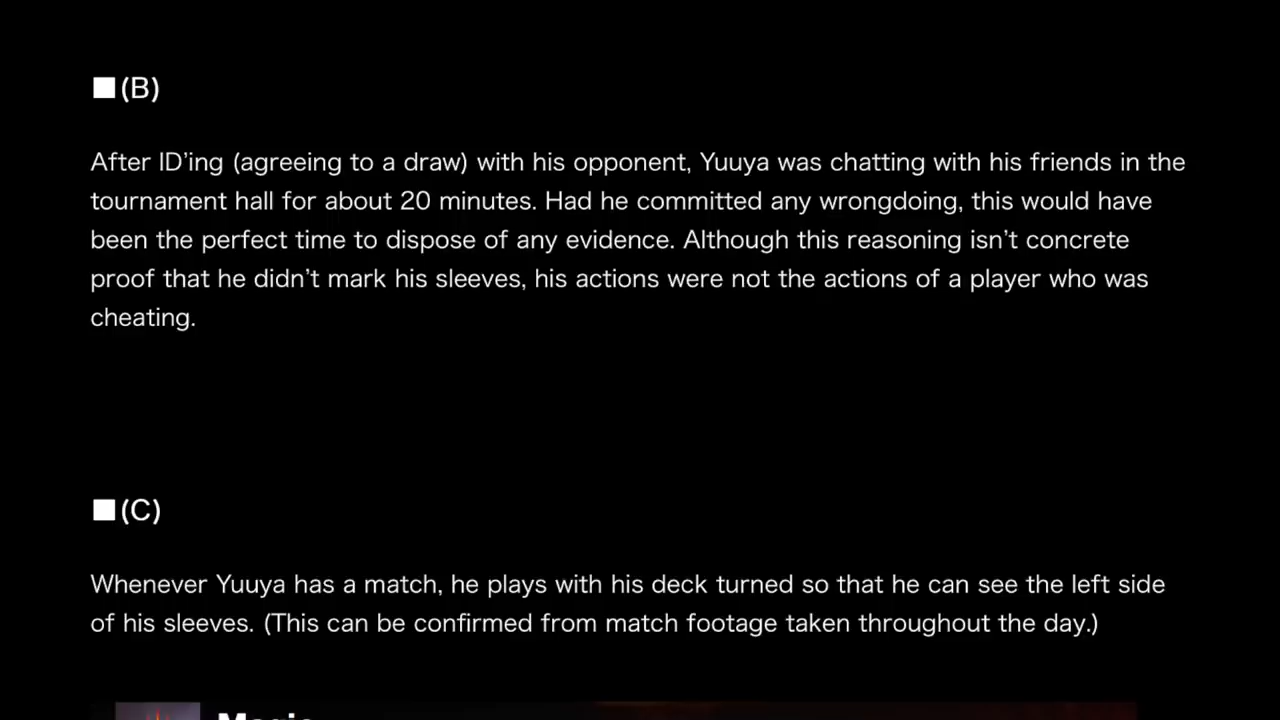 ■(B)
After ID’ing (agreeing to a draw) with his opponent, Yuuya was chatting with his friends in the
tournament hall for about 20 minutes. Had he committed any wrongdoing, this would have
been the perfect time to dispose of any evidence. Although this reasoning isn’t concrete
proof that he didn’t mark his sleeves, his actions were not the actions of a player who was
cheating.
■(C)
Whenever Yuuya has a match, he plays with his deck turned so that he can see the left side
of his sleeves. (This can be confirmed from match footage taken throughout the day.)
Magic